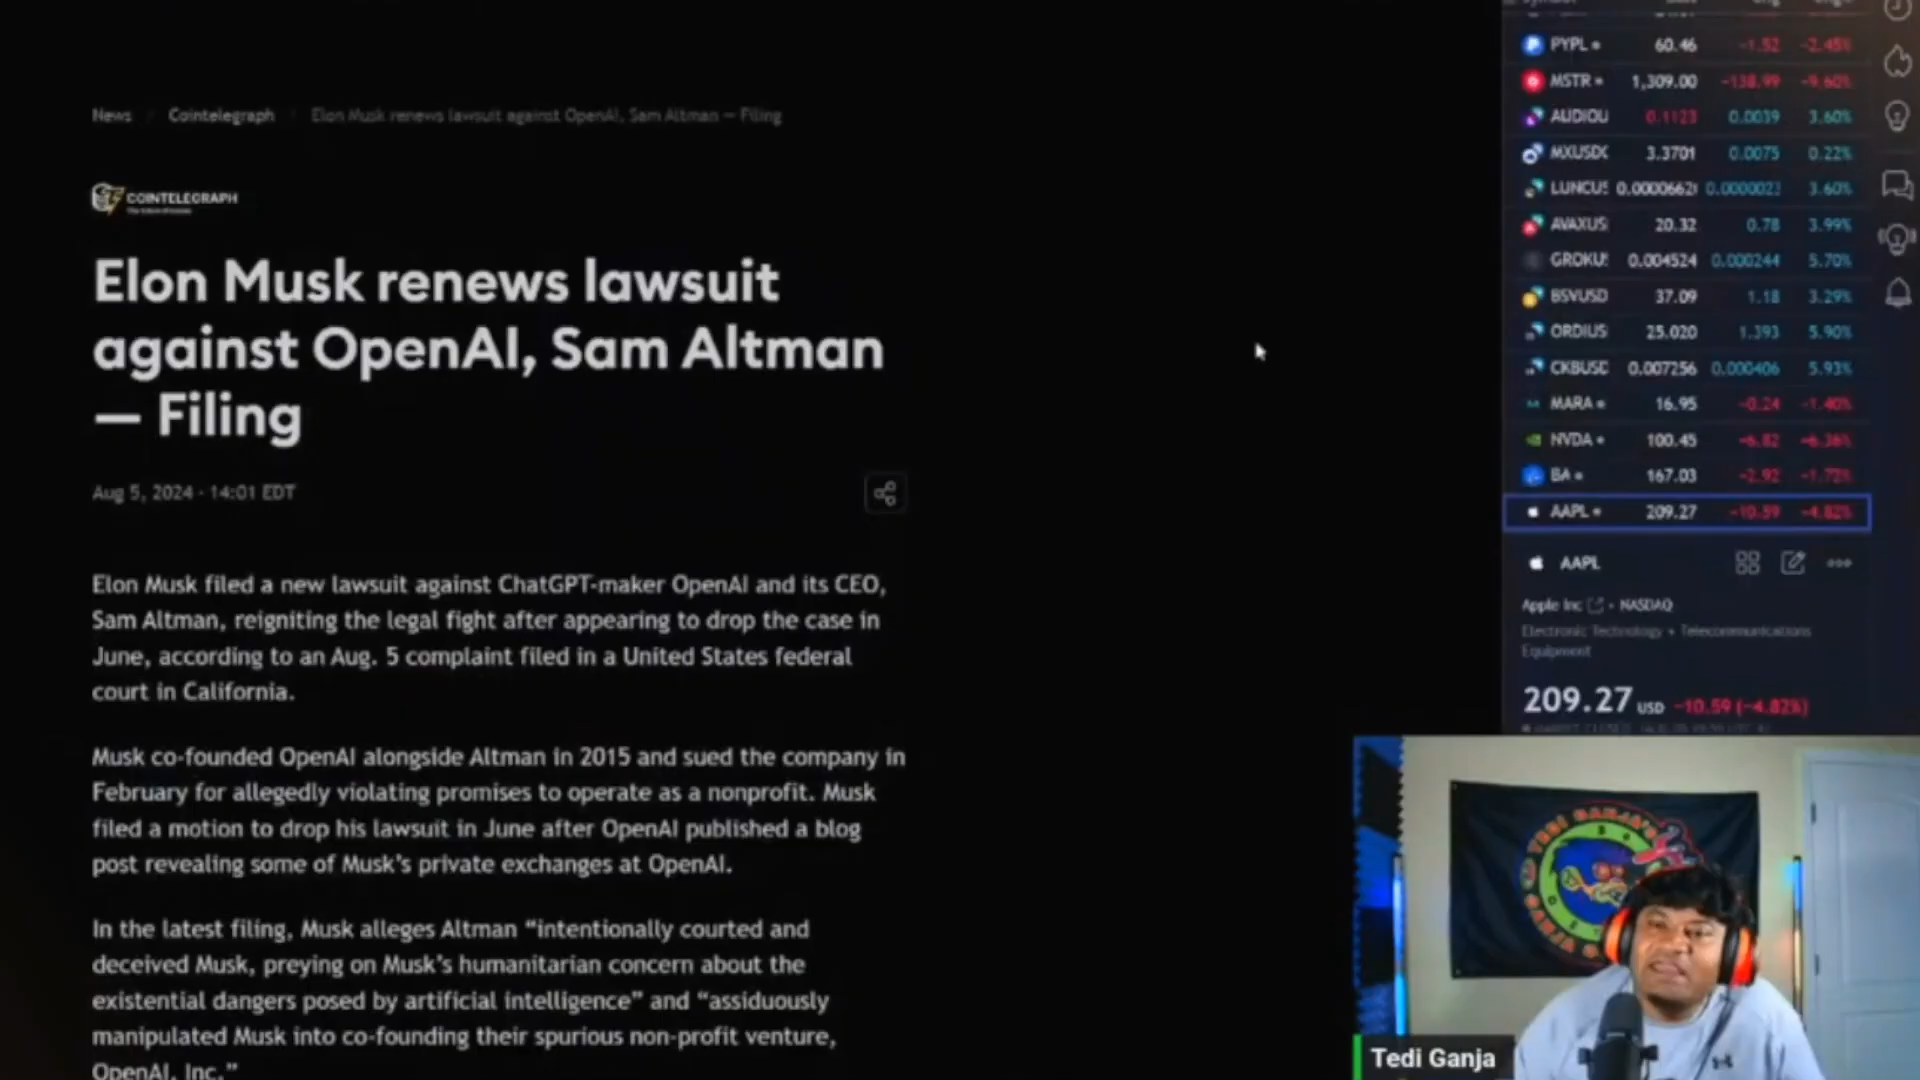 News
Cointelegraph
Elon Musk renews lawsuit against OpenAI, Sam Altman — Filing
COINTELEGRAPH
Elon Musk renews lawsuit
against OpenAI, Sam Altman
— Filing
Aug 5, 2024 · 14:01 EDT
Elon Musk filed a new lawsuit against ChatGPT-maker OpenAI and its CEO,
Sam Altman, reigniting the legal fight after appearing to drop the case in
June, according to an Aug. 5 complaint filed in a United States federal
court in California.
Musk co-founded OpenAI alongside Altman in 2015 and sued the company in
February for allegedly violating promises to operate as a nonprofit. Musk
filed a motion to drop his lawsuit in June after OpenAI published a blog
post revealing some of Musk's private exchanges at OpenAI.
In the latest filing, Musk alleges Altman “intentionally courted and
deceived Musk, preying on Musk's humanitarian concern about the
existential dangers posed by artificial intelligence” and “assiduously
manipulated Musk into co-founding their spurious non-profit venture,
OpenAI, Inc.”
PYPL 60.46 -1.52 -2.45%
MSTR 1,309.00 -138.99 -9.60%
AUDIOU 0.1123 0.0039 3.60%
MXUSDC 3.3701 0.0075 0.22%
LUNCUS 0.0000662 0.0000023 3.60%
AVAXUS 20.32 0.78 3.99%
GROKU 0.004524 0.000244 5.70%
BSVUSD 37.09 1.18 3.29%
ORDIUS 25.020 1.393 5.90%
CKBUSD 0.007256 0.000406 5.93%
MARA 16.95 -0.24 -1.40%
NVDA 100.45 -6.82 -6.36%
BA 167.03 -2.92 -1.72%
AAPL 209.27 -10.59 -4.82%
AAPL
Apple Inc · NASDAQ
Electronic Technology • Telecommunications
Equipment
209.27 USD -10.59 (-4.82%)
TEDI GANJA'S
Tedi Ganja